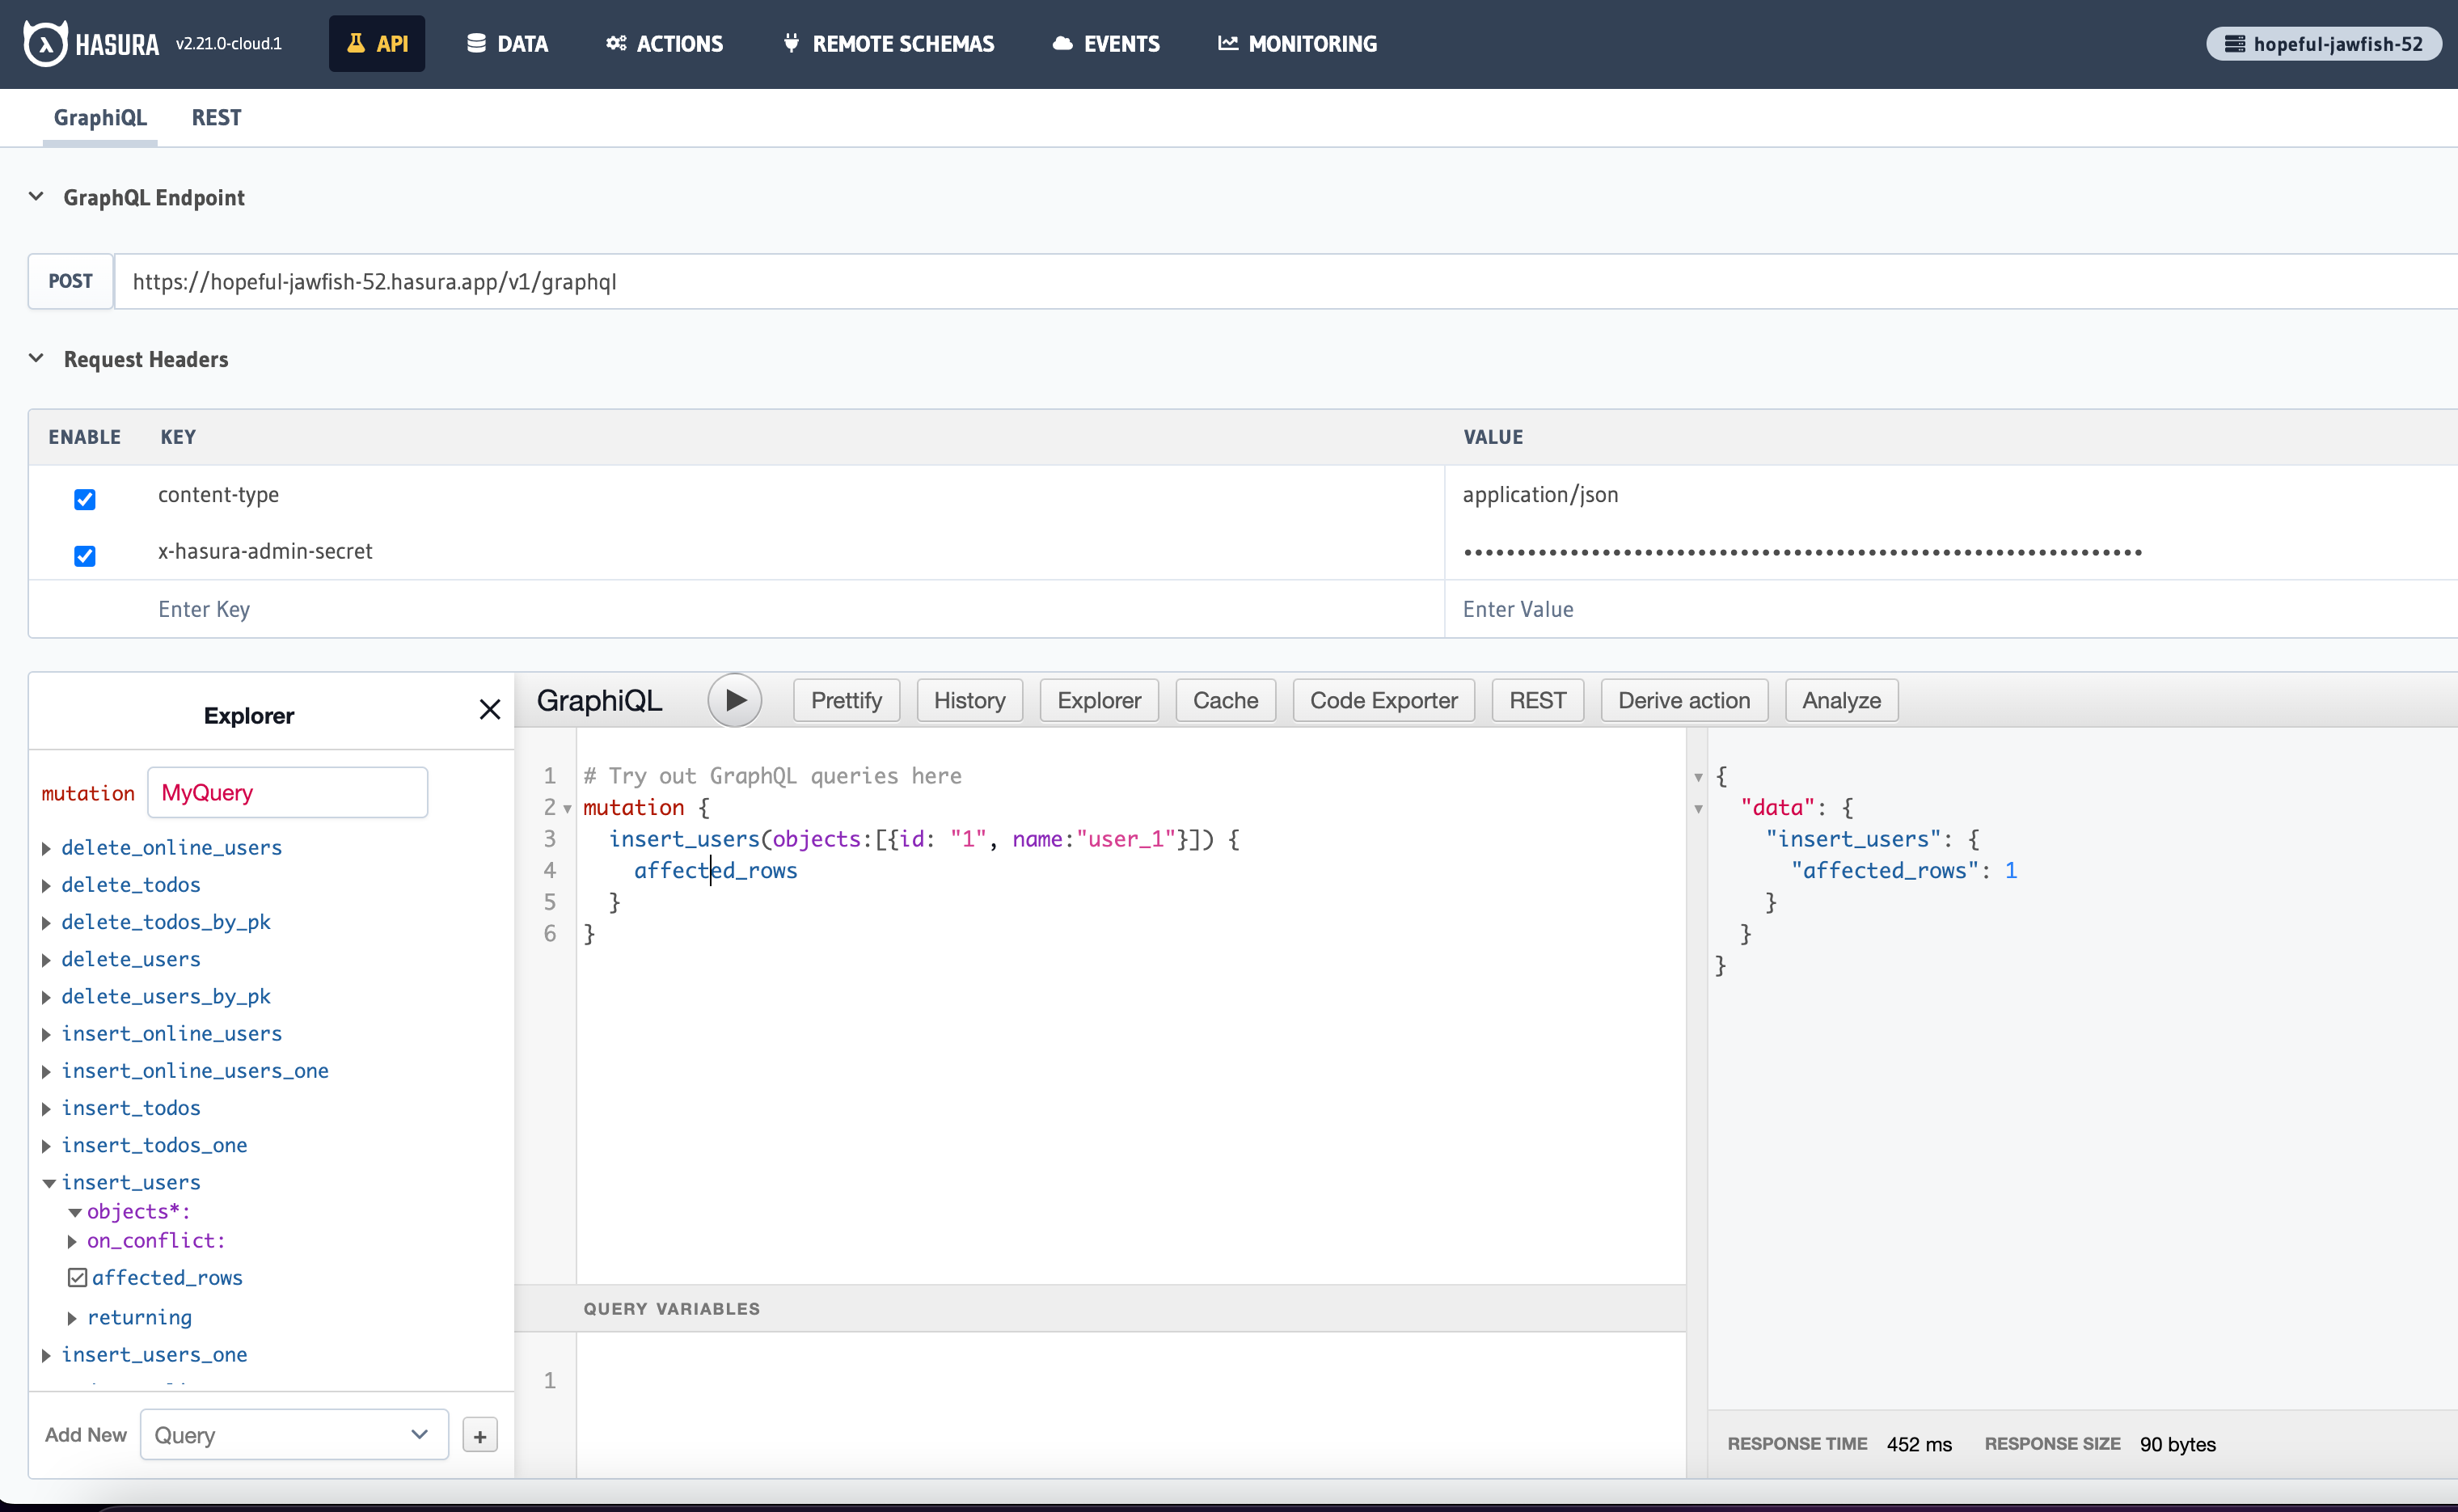 HASURA v2.21.0-cloud.1 API DATA ACTIONS REMOTE SCHEMAS EVENTS MONITORING hopeful-jawfish-52
GraphiQL REST
GraphQL Endpoint
POST https://hopeful-jawfish-52.hasura.app/v1/graphql
Request Headers
ENABLE KEY VALUE
content-type application/json
x-hasura-admin-secret ••••••••••••••••••••••••••••••••••••••••••••••••••••••••••••••••
Enter Key Enter Value
Explorer
mutation MyQuery
delete_online_users
delete_todos
delete_todos_by_pk
delete_users
delete_users_by_pk
insert_online_users
insert_online_users_one
insert_todos
insert_todos_one
insert_users
objects*:
on_conflict:
affected_rows
returning
insert_users_one
Add New Query +
GraphiQL Prettify History Explorer Cache Code Exporter REST Derive action Analyze
1 # Try out GraphQL queries here
2 mutation {
3 insert_users(objects:[{id: "1", name:"user_1"}]) {
4 affected_rows
5 }
6 }
QUERY VARIABLES
1
{
"data": {
"insert_users": {
"affected_rows": 1
}
}
}
RESPONSE TIME 452 ms RESPONSE SIZE 90 bytes